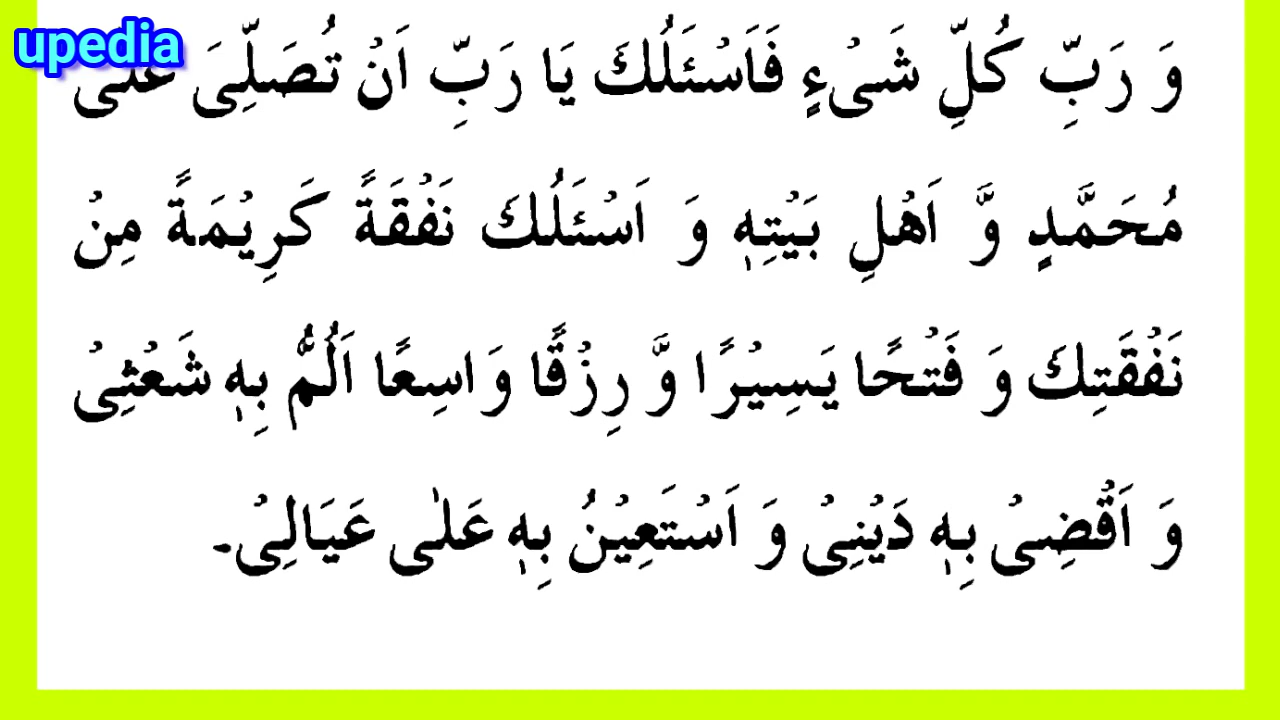 upedia
وَ رَبِّ كُلِّ شَیْءٍ فَاَسْئَلُكَ یَا رَبِّ اَنْ تُصَلِّیَ عَلٰی
مُحَمَّدٍ وَّ اَهْلِ بَیْتِهٖ وَ اَسْئَلُكَ نَفْقَةً كَرِیْمَةً مِنْ
نَفْقَتِكَ وَ فَتْحًا یَسِیْرًا وَّ رِزْقًا وَاسِعًا اَلُمُّ بِهٖ شَعْثِیْ
وَ اَقْضِیْ بِهٖ دَیْنِیْ وَ اَسْتَعِیْنُ بِهٖ عَلٰی عَیَالِیْ۔